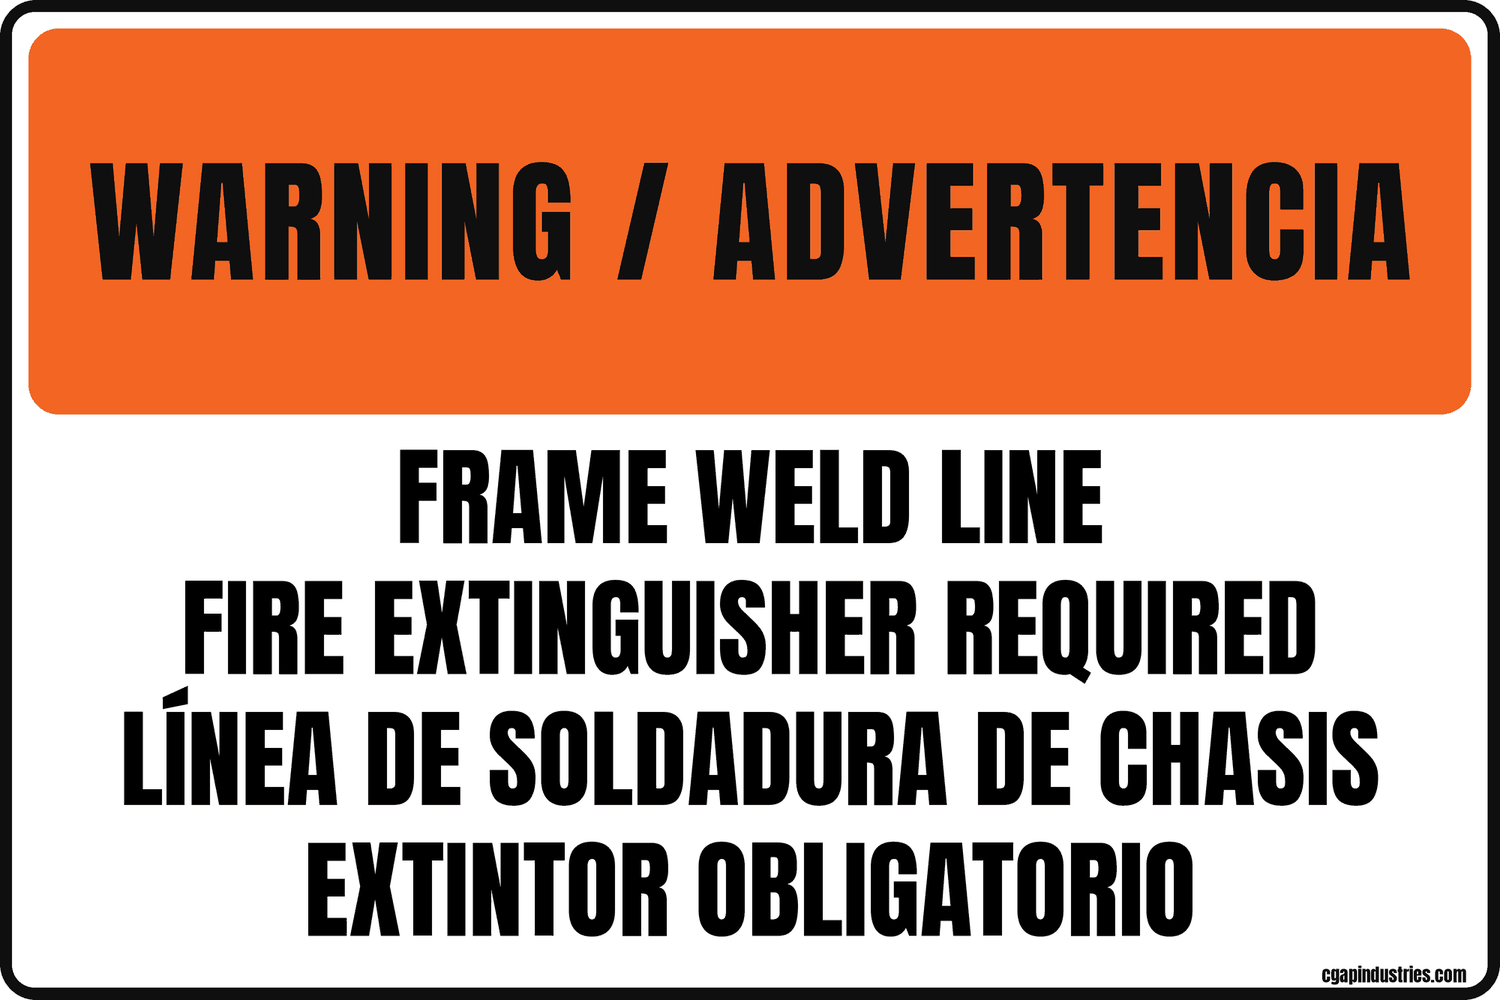 WARNING / ADVERTENCIA
FRAME WELD LINE
FIRE EXTINGUISHER REQUIRED
LÍNEA DE SOLDADURA DE CHASIS
EXTINTOR OBLIGATORIO
cgapindustries.com